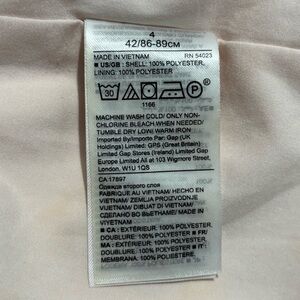 4
42/86-89CM
MADE IN VIETNAM RN 54023
■ US/GB : SHELL: 100% POLYESTER,
LINING: 100% POLYESTER
30 P
1166
MACHINE WASH COLD/ ONLY NON-
CHLORINE BLEACH WHEN NEEDED/
TUMBLE DRY LOW/ WARM IRON
Imported By/Importe Par: Gap (UK
Holdings) Limited: GPS (Great Britain)
Limited Gap Stores (Ireland) Limited Gap
Europe Limited All at 103 Wigmore Street,
London, W1U 1QS
CA 17897
Одежда второго слоя
FABRIQUE AU VIETNAM/ HECHO EN
VIETNAM/ ZEMLJA PROIZVODNJE
VIJETNAM/ DIBUAT DI VIETNAM/
СДЕЛАНО ВО ВЬЕТНАМЕ/ MADE IN
VIYETNAM
■ CA : EXTÉRIEUR: 100% POLYESTER,
DOUBLURE: 100% POLYESTER ■ FR/
MA : EXTÉRIEUR: 100% POLYESTER,
DOUBLURE: 100% POLYESTER ■ IT:
MEMBRANA: 100% POLIESTERE,